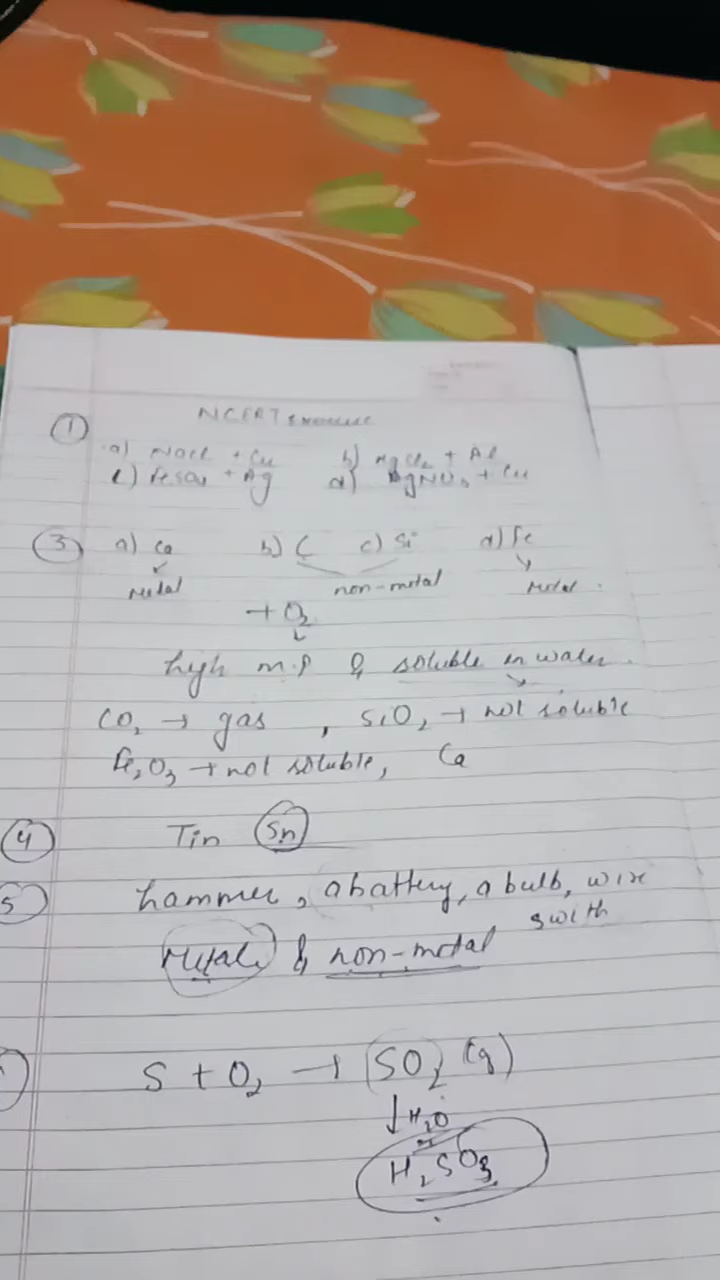 NCERT
①
a) NaCl + Cu b) MgCl₂ + Al
c) FeSO₄ + Ag d) AgNO₃ + Cu
③ a) Ca b) C c) Si d) Fe
Metal non-metal Metal.
+ O₂
high m.p & soluble in water.
CO₂ → gas, SiO₂ → not soluble
Fe₂O₃ → not soluble, Ca
④ Tin Sn
5 hammer, a battery, a bulb, wire
swith
Metals & non-metal
S + O₂ → SO₂ (g)
↓ H₂O
H₂SO₃